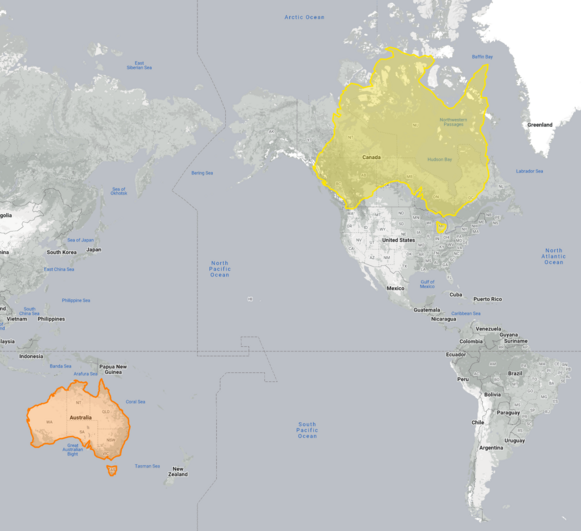 Arctic Ocean
East
Siberian Sea
Baffin Bay
Greenland
Northwestern
Passages
Canada
Hudson Bay
Bering Sea
Labrador Sea
Sea of
Okhotsk
golia
Sea of Japan
South Korea
Japan
ina
East China Sea
United States
North
Pacific
Ocean
North
Atlantic
Ocean
Gulf of
Mexico
Mexico
Cuba
Puerto Rico
Philippine Sea
South
China Sea
Vietnam
Philippines
Guatemala
Caribbean Sea
Nicaragua
Venezuela
Guyana
Suriname
Colombia
laysia
Indonesia
Ecuador
Banda Sea
Arafura Sea
Papua New
Guinea
Peru
Brazil
Bolivia
Coral Sea
Australia
Paraguay
Chile
South
Pacific
Ocean
Great
Australian
Bight
Uruguay
Argentina
Tasman Sea
New
Zealand